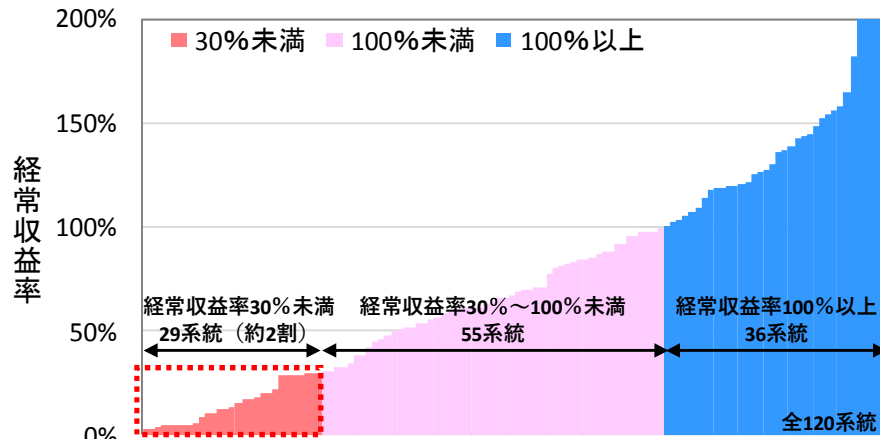 200%
30%未満 100%未満 100%以上
150%
経常収益率
100%
経常収益率30%未満 経常収益率30%～100%未満 経常収益率100%以上
29系統（約2割） 55系統 36系統
50%
全120系統
0%